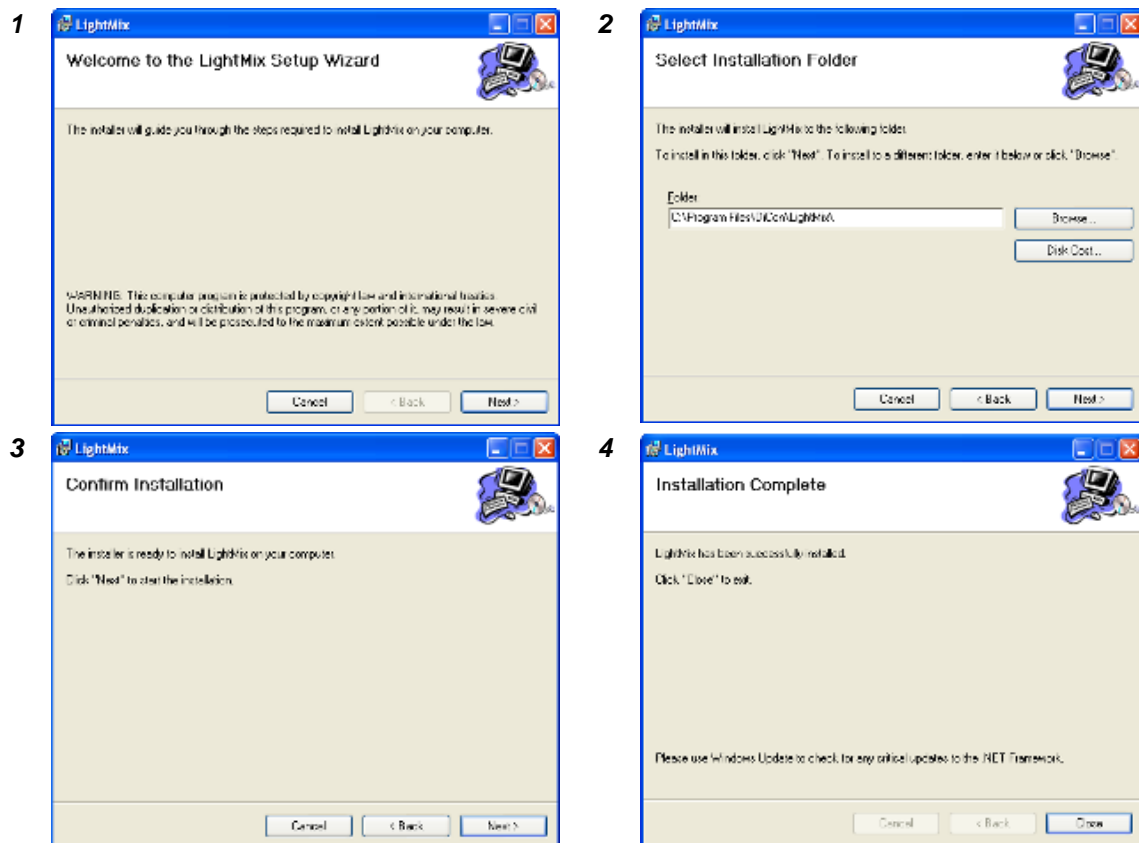 1
LightMix
Welcome to the LightMix Setup Wizard
The installer will guide you through the steps required to install LightMix on your computer.
WARNING: This computer program is protected by copyright law and international treaties.
Unauthorized duplication or distribution of this program, or any portion of it, may result in severe civil
or criminal penalties, and will be prosecuted to the maximum extent possible under the law.
Cancel
< Back
Next >
2
LightMix
Select Installation Folder
The installer will install LightMix to the following folder.
To install in this folder, click "Next". To install to a different folder, enter it below or click "Browse".
Folder
C:\Program Files\DiCon\LightMix\
Browse...
Disk Cost...
Cancel
< Back
Next >
3
LightMix
Confirm Installation
The installer is ready to install LightMix on your computer.
Click "Next" to start the installation.
Cancel
< Back
Next >
4
LightMix
Installation Complete
LightMix has been successfully installed.
Click "Close" to exit.
Please use Windows Update to check for any critical updates to the .NET Framework.
Cancel
< Back
Close